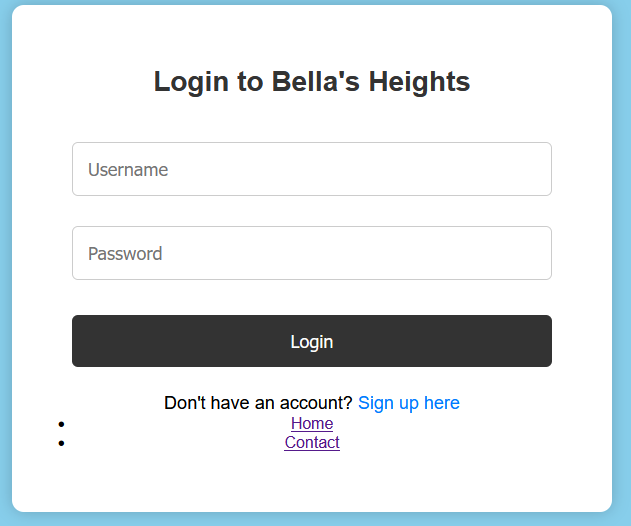 Login to Bella's Heights
Username
Password
Login
Don't have an account? Sign up here
Home
Contact